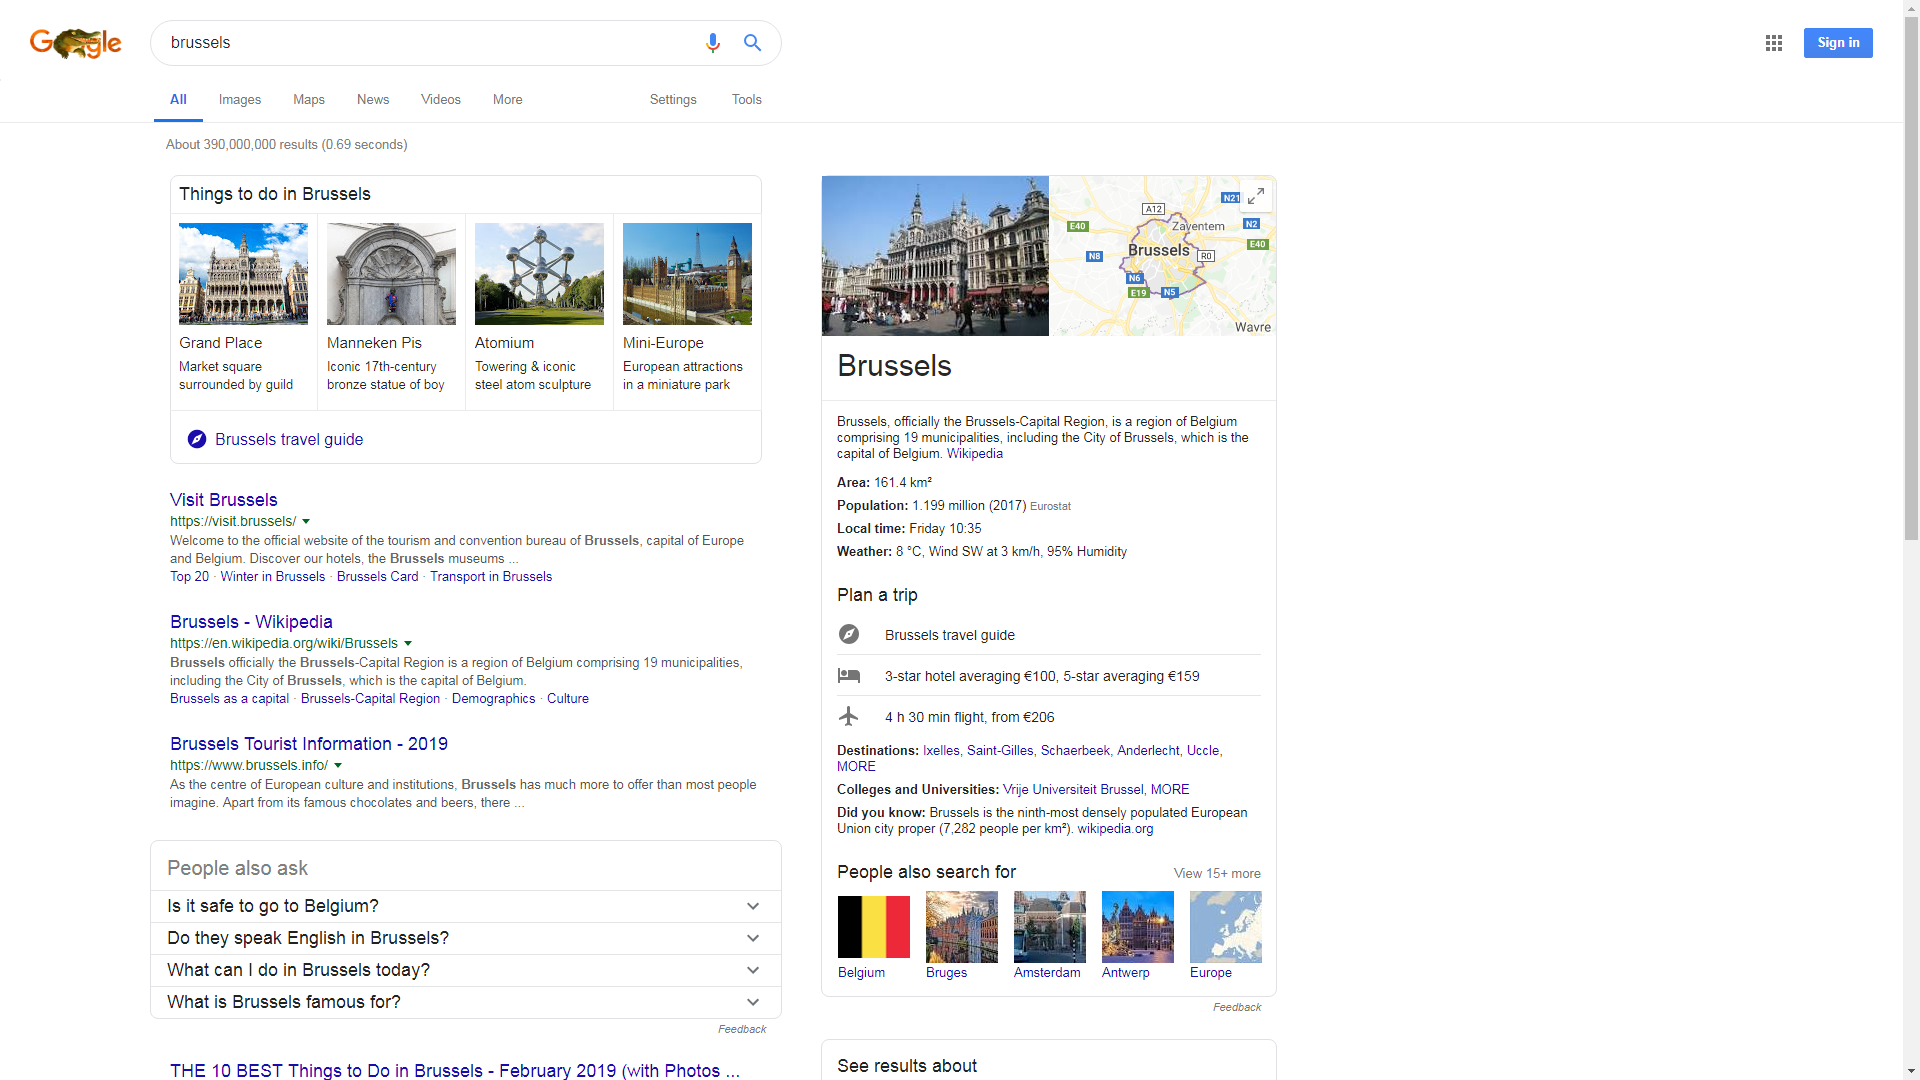 Google
brussels
Sign in
All
Images
Maps
News
Videos
More
Settings
Tools
About 390,000,000 results (0.69 seconds)
Things to do in Brussels
Grand Place
Market square
surrounded by guild
Manneken Pis
Iconic 17th-century
bronze statue of boy
Atomium
Towering & iconic
steel atom sculpture
Mini-Europe
European attractions
in a miniature park
Brussels travel guide
Visit Brussels
https://visit.brussels/
Welcome to the official website of the tourism and convention bureau of Brussels, capital of Europe
and Belgium. Discover our hotels, the Brussels museums ...
Top 20 · Winter in Brussels · Brussels Card · Transport in Brussels
Brussels - Wikipedia
https://en.wikipedia.org/wiki/Brussels
Brussels officially the Brussels-Capital Region is a region of Belgium comprising 19 municipalities,
including the City of Brussels, which is the capital of Belgium.
Brussels as a capital · Brussels-Capital Region · Demographics · Culture
Brussels Tourist Information - 2019
https://www.brussels.info/
As the centre of European culture and institutions, Brussels has much more to offer than most people
imagine. Apart from its famous chocolates and beers, there ...
People also ask
Is it safe to go to Belgium?
Do they speak English in Brussels?
What can I do in Brussels today?
What is Brussels famous for?
Feedback
THE 10 BEST Things to Do in Brussels - February 2019 (with Photos ...
N21
A12
E40
Zaventem
N2
E40
Brussels
N8
R0
N6
E19
N5
Wavre
Brussels
Brussels, officially the Brussels-Capital Region, is a region of Belgium
comprising 19 municipalities, including the City of Brussels, which is the
capital of Belgium. Wikipedia
Area: 161.4 km²
Population: 1.199 million (2017) Eurostat
Local time: Friday 10:35
Weather: 8 °C, Wind SW at 3 km/h, 95% Humidity
Plan a trip
Brussels travel guide
3-star hotel averaging €100, 5-star averaging €159
4 h 30 min flight, from €206
Destinations: Ixelles, Saint-Gilles, Schaerbeek, Anderlecht, Uccle,
MORE
Colleges and Universities: Vrije Universiteit Brussel, MORE
Did you know: Brussels is the ninth-most densely populated European
Union city proper (7,282 people per km²). wikipedia.org
People also search for
View 15+ more
Belgium
Bruges
Amsterdam
Antwerp
Europe
Feedback
See results about